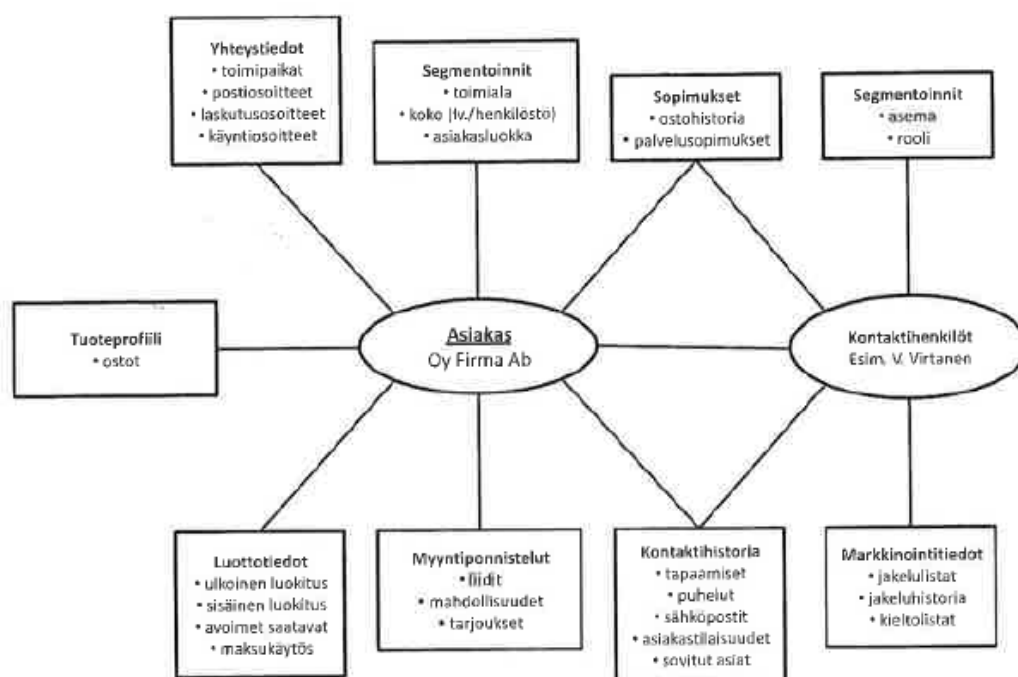 Yhteystiedot
• toimipaikat
• postiosoitteet
• laskutusosoitteet
• käyntiosoitteet
Segmentoinnit
• toimiala
• koko (lv./henkilöstö)
• asiakasluokka
Sopimukset
• ostohistoria
• palvelusopimukset
Segmentoinnit
• asema
• rooli
Tuoteprofiili
• ostot
Asiakas
Oy Firma Ab
Kontaktihenkilöt
Esim. V. Virtanen
Luottotiedot
• ulkoinen luokitus
• sisäinen luokitus
• avoimet saatavat
• maksukäytös
Myyntiponnistelut
• liidit
• mahdollisuudet
• tarjoukset
Kontaktihistoria
• tapaamiset
• puhelut
• sähköpostit
• asiakastilaisuudet
• sovitut asiat
Markkinointitiedot
• jakelulistat
• jakeluhistoria
• kieltolistat